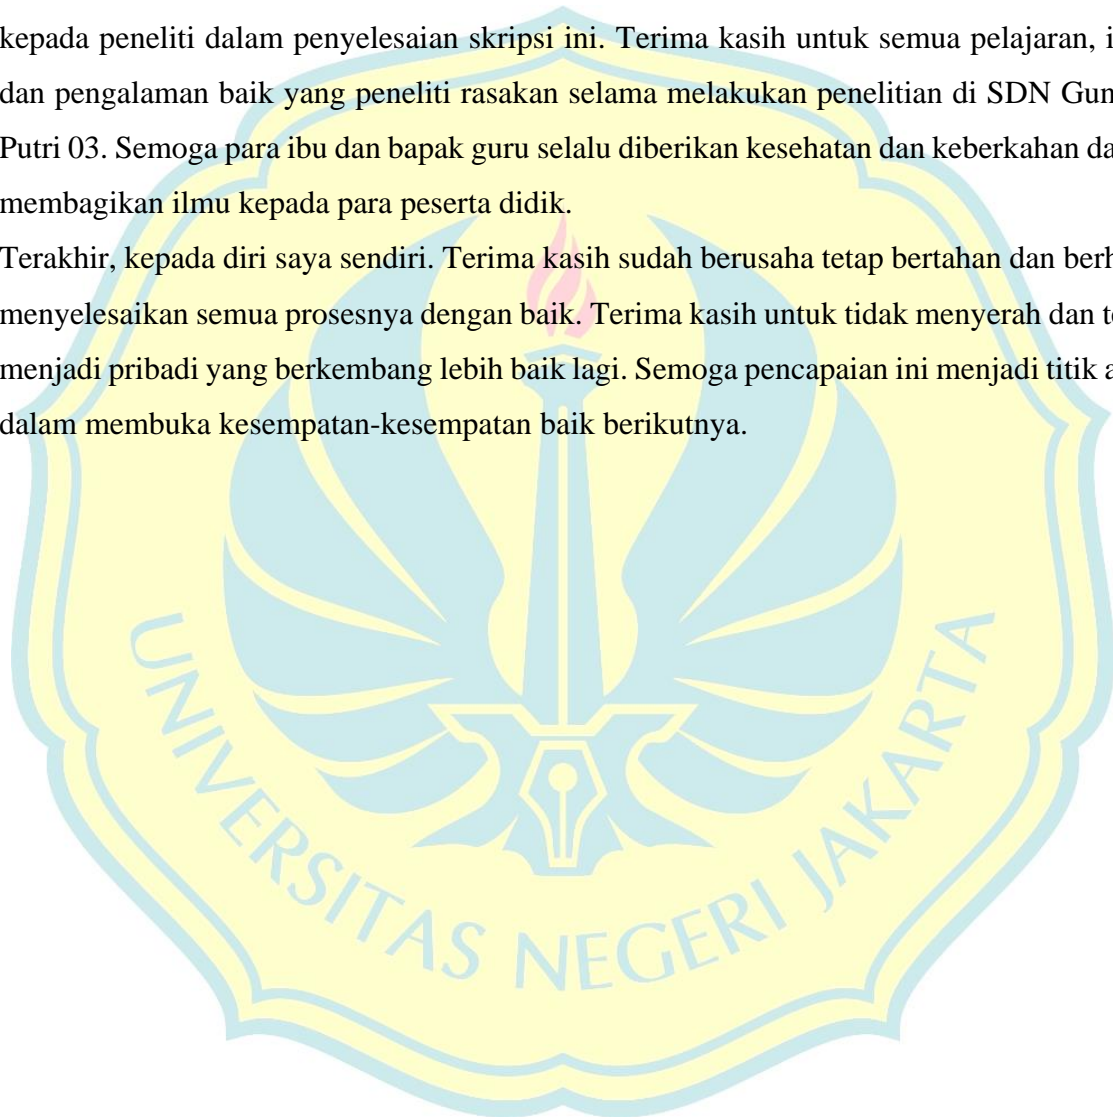 kepada peneliti dalam penyelesaian skripsi ini. Terima kasih untuk semua pelajaran,
dan pengalaman baik yang peneliti rasakan selama melakukan penelitian di SDN
Putri 03. Semoga para ibu dan bapak guru selalu diberikan kesehatan dan keberkahan
membagikan ilmu kepada para peserta didik.
Terakhir, kepada diri saya sendiri. Terima kasih sudah berusaha tetap bertahan dan
menyelesaikan semua prosesnya dengan baik. Terima kasih untuk tidak menyerah dan
menjadi pribadi yang berkembang lebih baik lagi. Semoga pencapaian ini menjadi titik
dalam membuka kesempatan-kesempatan baik berikutnya.
UNIVERSITAS NEGERI JAKARTA